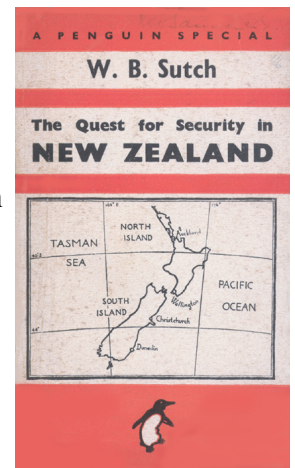 A PENGUIN SPECIAL
W. B. Sutch
The Quest for Security in
NEW ZEALAND
NORTH
ISLAND
Auckland
TASMAN
SEA
PACIFIC
OCEAN
SOUTH
ISLAND
Wellington
Christchurch
Dunedin